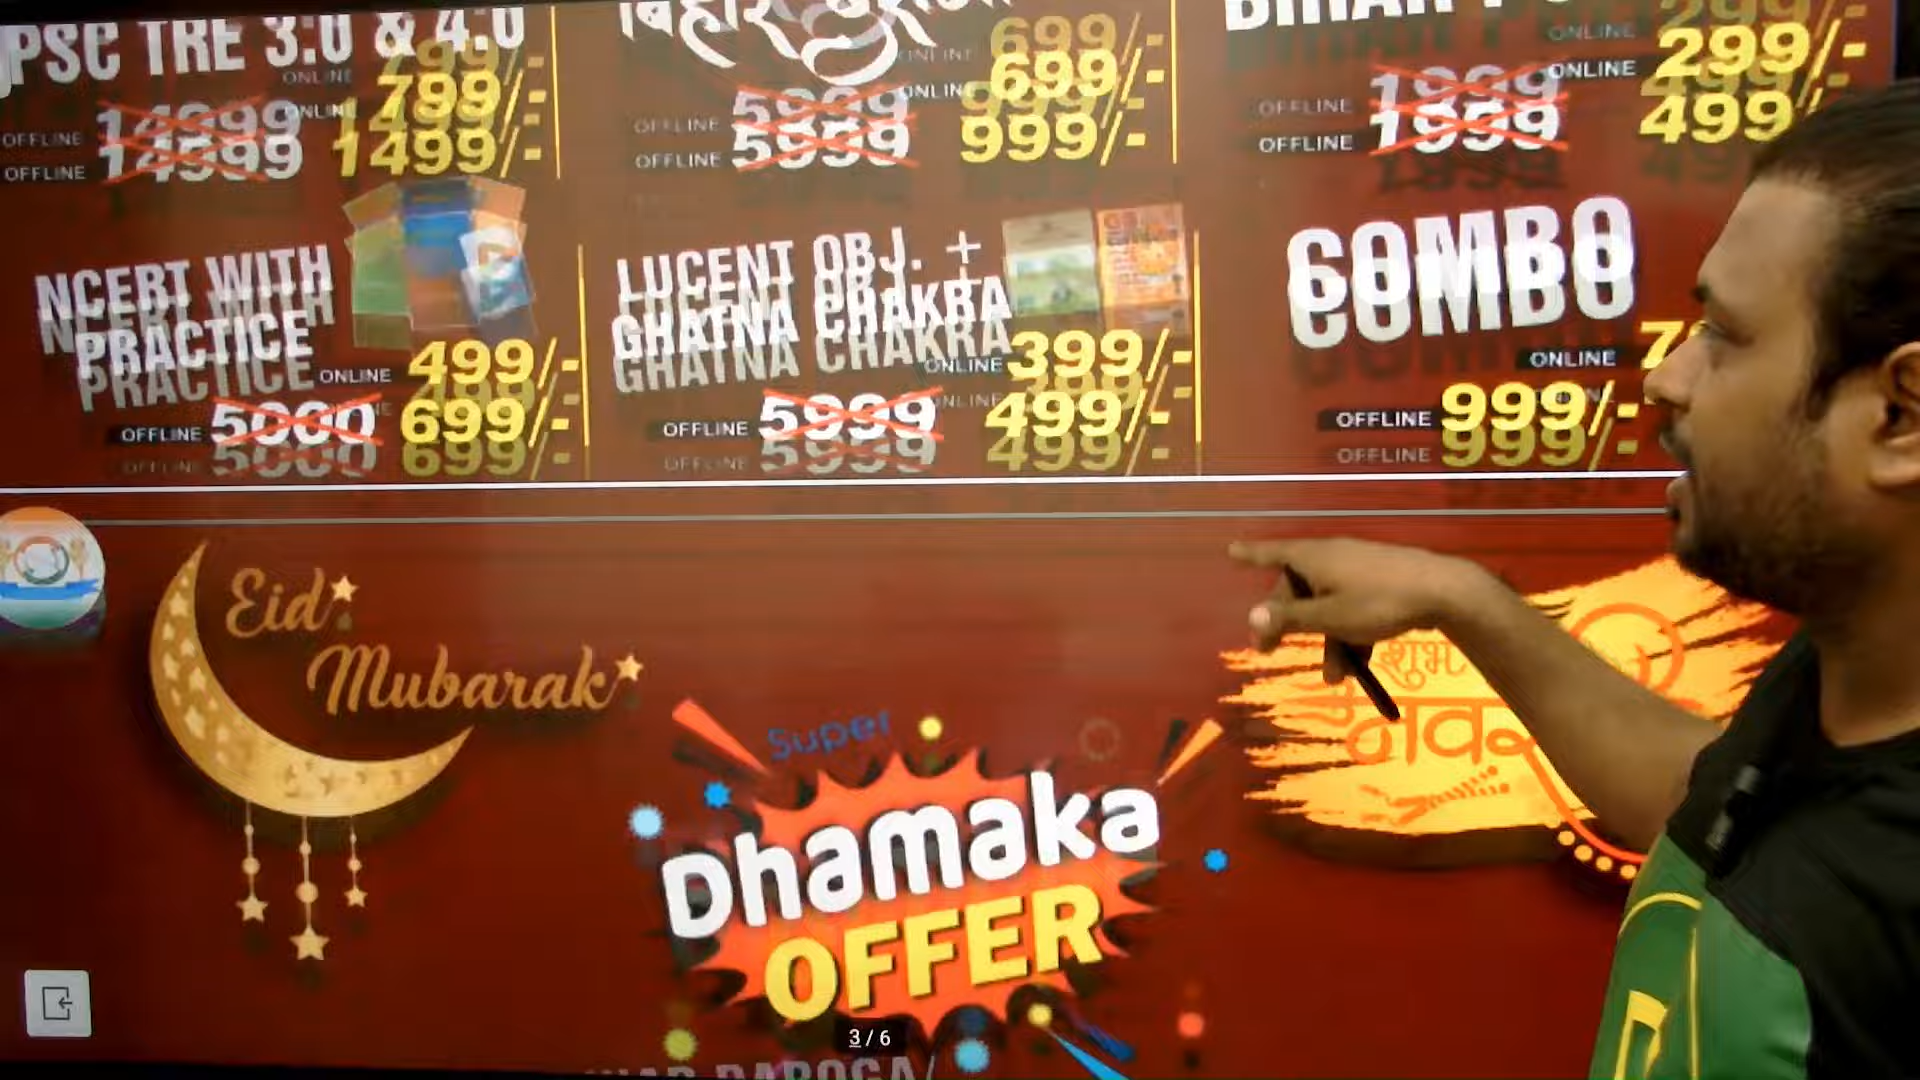 PSC TRE 3.0 & 4.0
ONLINE 799/-
OFFLINE 14999 1499/-
बिहार
ONLINE 699/-
OFFLINE 5999 999/-
BIHAR
ONLINE 299/-
OFFLINE 1999 499
NCERT WITH
PRACTICE
ONLINE 499/-
OFFLINE 5000 699/-
LUCENT OBJ. +
GHATNA CHAKRA
ONLINE 399/-
OFFLINE 5999 499/-
COMBO
ONLINE
OFFLINE 999/-
Eid
Mubarak
शुभ
Super
Dhamaka
OFFER
3 / 6
DAROGA/